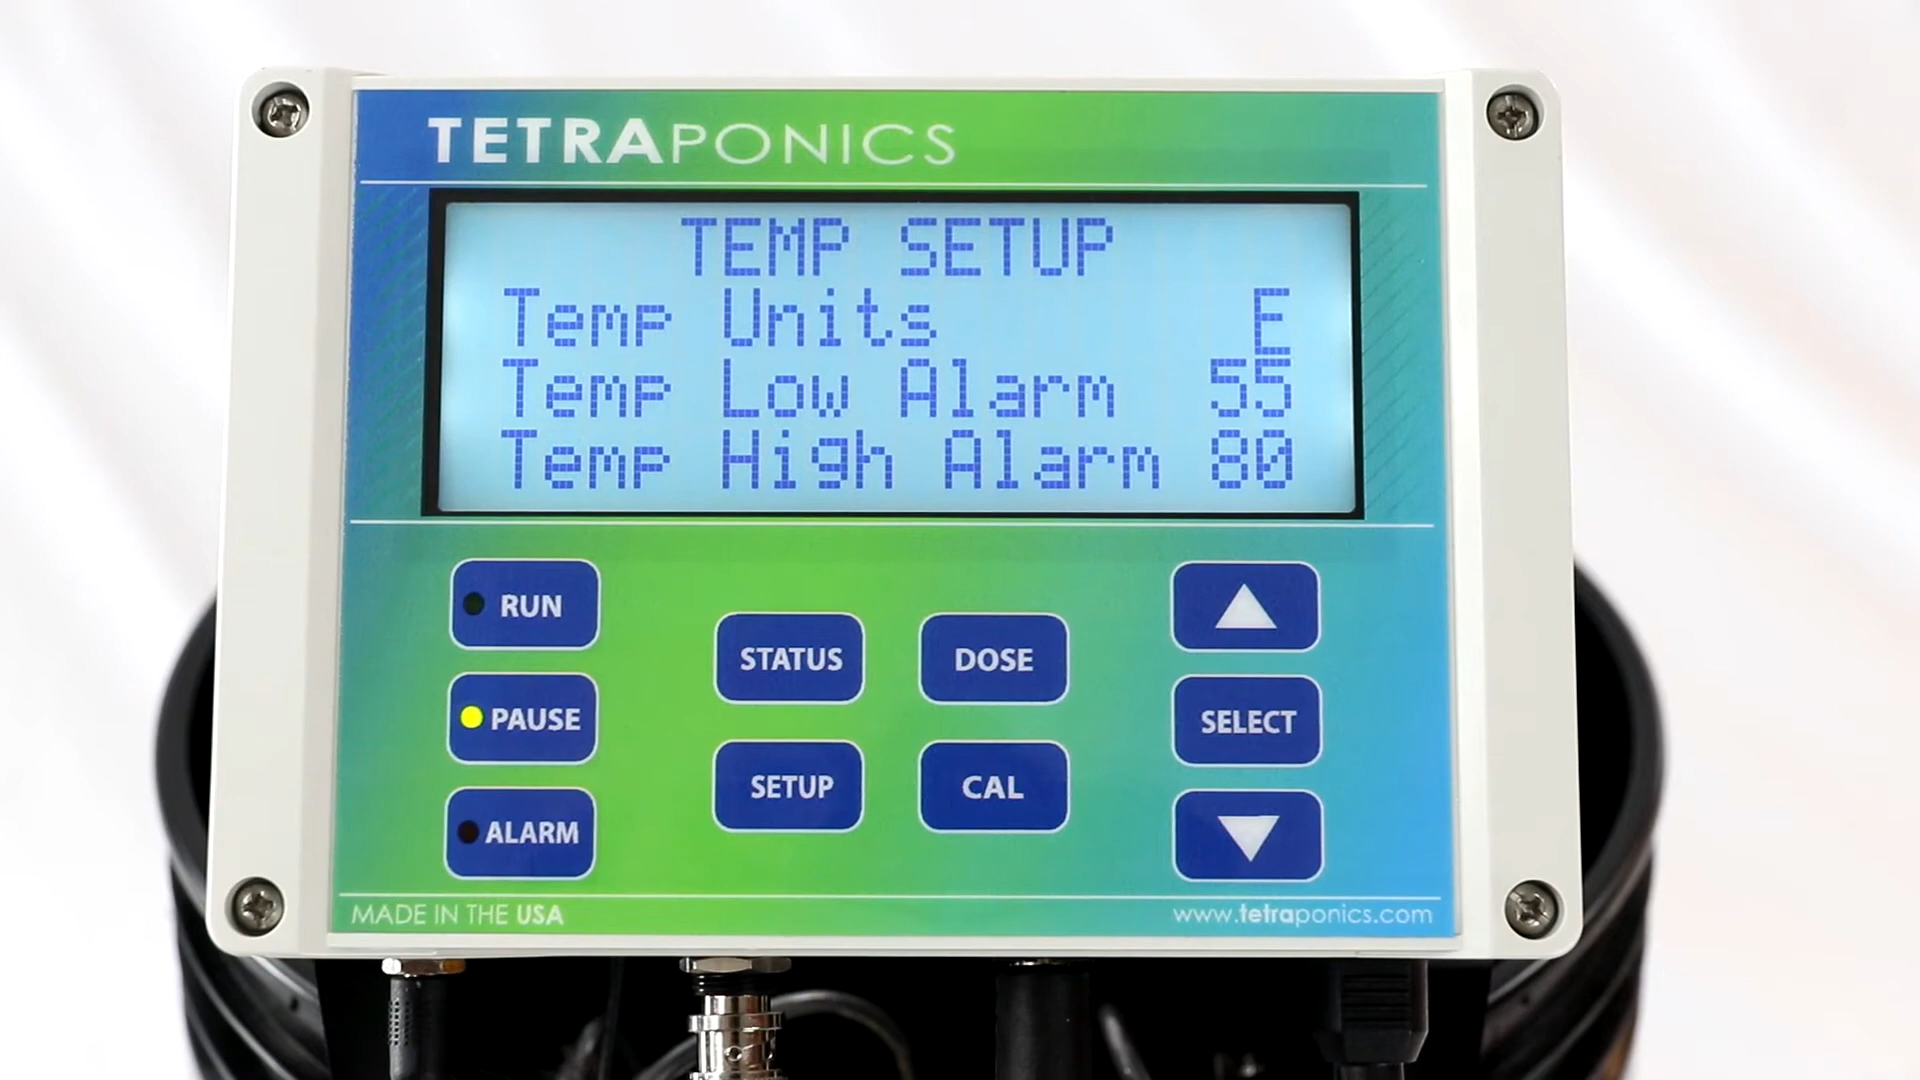 TETRAPONICS
TEMP SETUP
Temp Units F
Temp Low Alarm 55
Temp High Alarm 80
RUN
PAUSE
ALARM
STATUS
DOSE
SETUP
CAL
SELECT
MADE IN THE USA
www.tetraponics.com